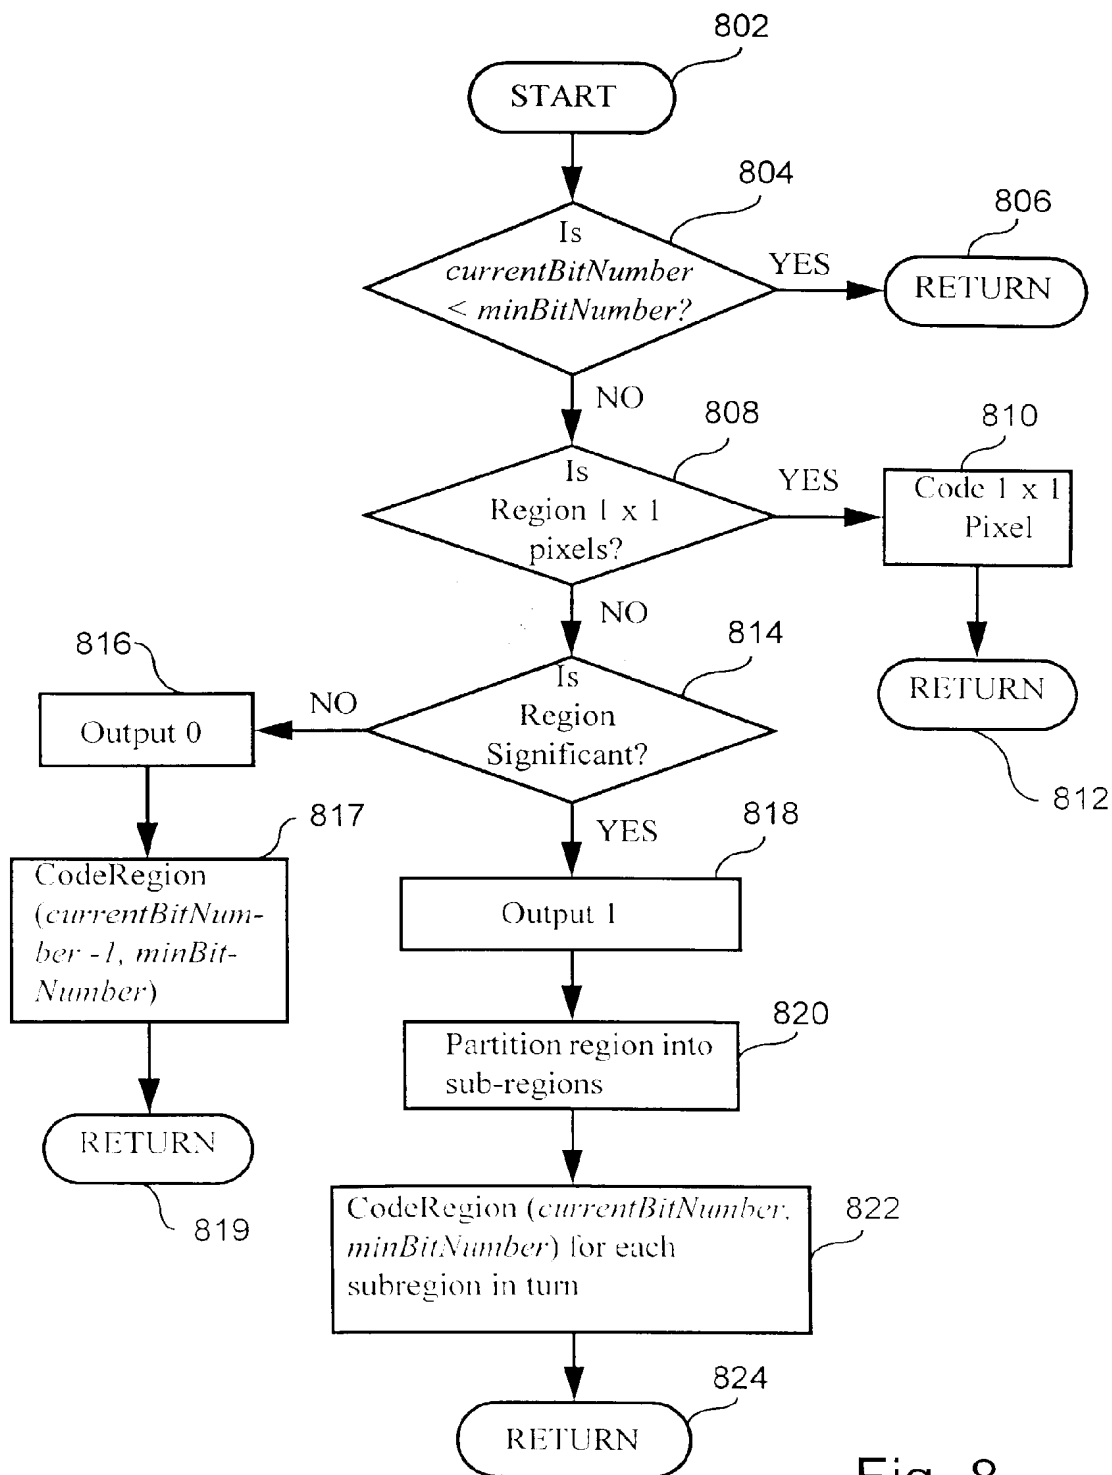 802
START
804
Is
currentBitNumber
< minBitNumber?
YES
806
RETURN
NO
808
Is
Region 1 x 1
pixels?
YES
810
Code 1 x 1
Pixel
812
RETURN
NO
814
Is
Region
Significant?
NO
816
Output 0
817
CodeRegion
(currentBitNum-
ber -1, minBit-
Number)
RETURN
819
YES
818
Output 1
820
Partition region into
sub-regions
822
CodeRegion (currentBitNumber,
minBitNumber) for each
subregion in turn
824
RETURN
Fig. 8